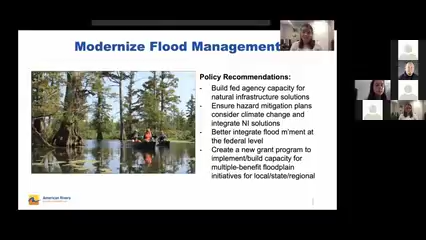 Modernize Flood Management
Policy Recommendations:
- Build fed agency capacity for
natural infrastructure solutions
- Ensure hazard mitigation plans
consider climate change and
integrate NI solutions
- Better integrate flood m'ment at
the federal level
- Create a new grant program to
implement/build capacity for
multiple-benefit floodplain
initiatives for local/state/regional
American Rivers